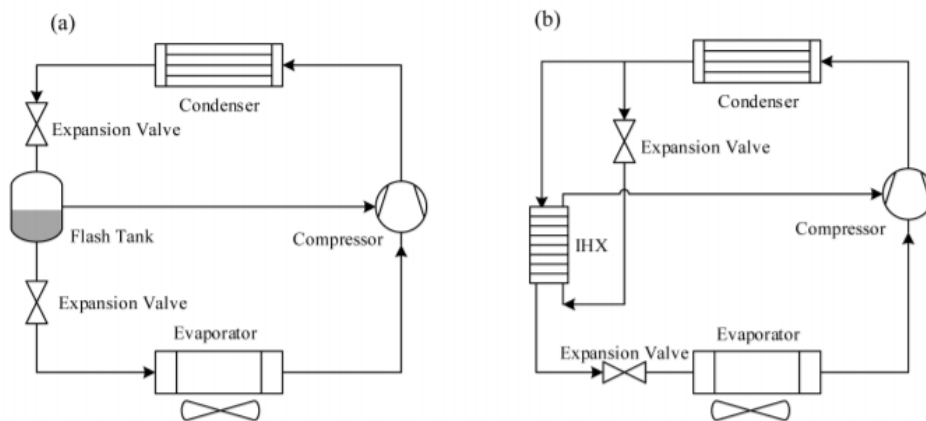 (a)
Condenser
Expansion Valve
Flash Tank
Compressor
Expansion Valve
Evaporator
(b)
Condenser
Expansion Valve
IHX
Compressor
Expansion Valve
Evaporator